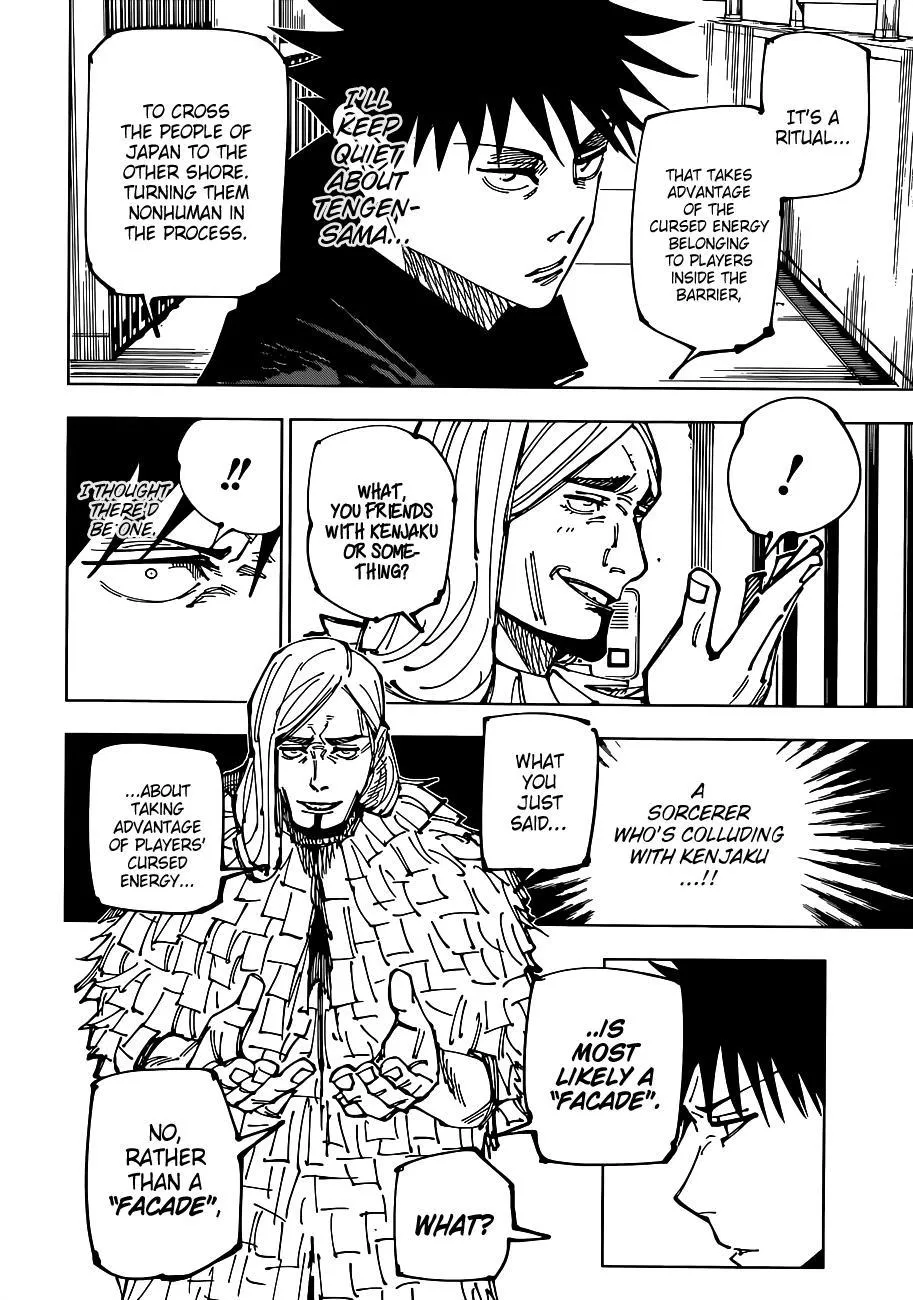 IT'S A
RITUAL...
THAT TAKES
ADVANTAGE
OF THE
CURSED ENERGY
BELONGING
TO PLAYERS
INSIDE THE
BARRIER,
I'LL
KEEP
QUIET
ABOUT
TENGEN-
SAMA...
TO CROSS
THE PEOPLE OF
JAPAN TO THE
OTHER SHORE.
TURNING THEM
NONHUMAN IN
THE PROCESS.
!
WHAT,
YOU FRIENDS
WITH KENJAKU
OR SOME-
THING?
!!
I THOUGHT
THERE'D
BE ONE.
A
SORCERER
WHO'S COLLUDING
WITH KENJAKU
...!!
WHAT
YOU
JUST
SAID...
...ABOUT
TAKING
ADVANTAGE
OF PLAYERS'
CURSED
ENERGY...
..IS
MOST
LIKELY A
"FACADE".
WHAT?
NO,
RATHER
THAN A
"FACADE",